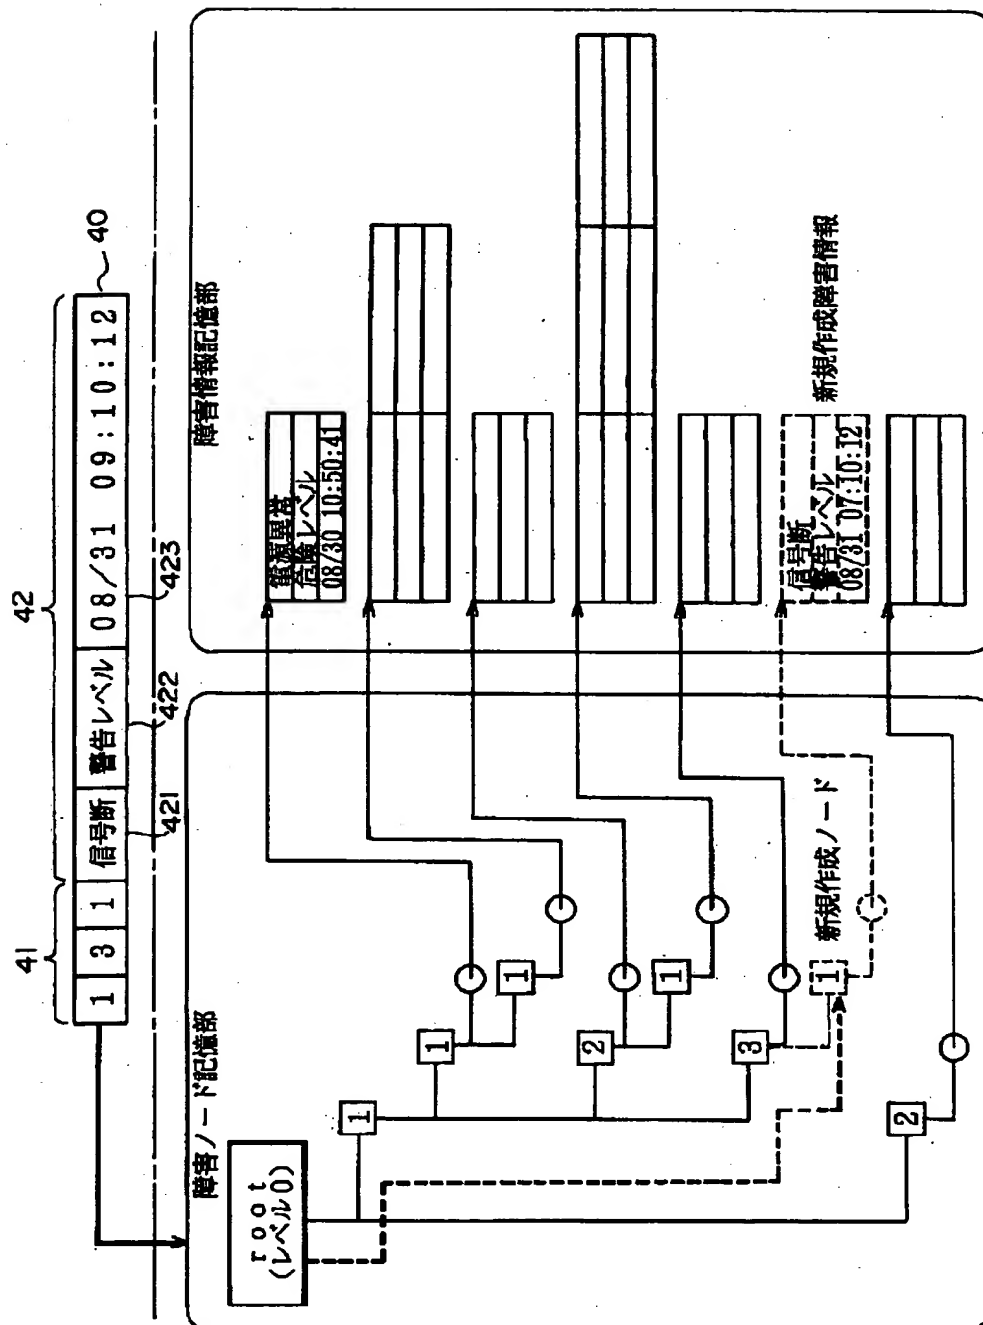 42
41
40
1 3 1 信号断 警告レベル 08/31 09:10:12
421
422
423
障害ノード記憶部
障害情報記憶部
root
(レベル0)
1
1
1
2
1
3
1
新規作成ノード
2
電源異常
危険レベル
08/30 10:50:41
信号断
警告レベル
08/31 07:10:12
新規作成障害情報